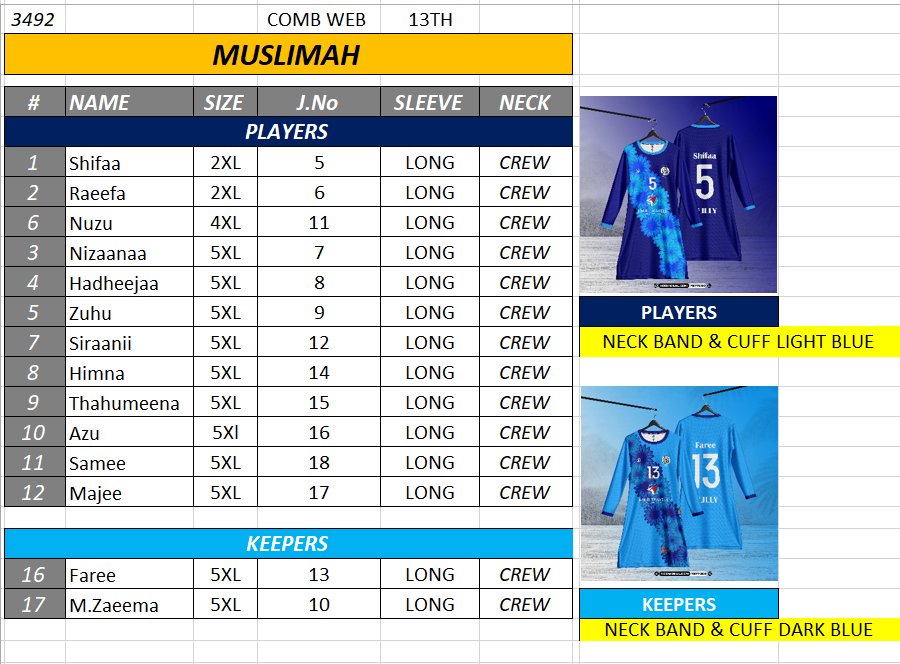 3492 COMB WEB 13TH
MUSLIMAH
# NAME SIZE J.No SLEEVE NECK
PLAYERS
1 Shifaa 2XL 5 LONG CREW
2 Raeefa 2XL 6 LONG CREW
6 Nuzu 4XL 11 LONG CREW
3 Nizaanaa 5XL 7 LONG CREW
4 Hadheejaa 5XL 8 LONG CREW
5 Zuhu 5XL 9 LONG CREW
7 Siraanii 5XL 12 LONG CREW
8 Himna 5XL 14 LONG CREW
9 Thahumeena 5XL 15 LONG CREW
10 Azu 5Xl 16 LONG CREW
11 Samee 5XL 18 LONG CREW
12 Majee 5XL 17 LONG CREW
KEEPERS
16 Faree 5XL 13 LONG CREW
17 M.Zaeema 5XL 10 LONG CREW
Shifaa
5
5
PLAYERS
NECK BAND & CUFF LIGHT BLUE
Faree
13
13
KEEPERS
NECK BAND & CUFF DARK BLUE